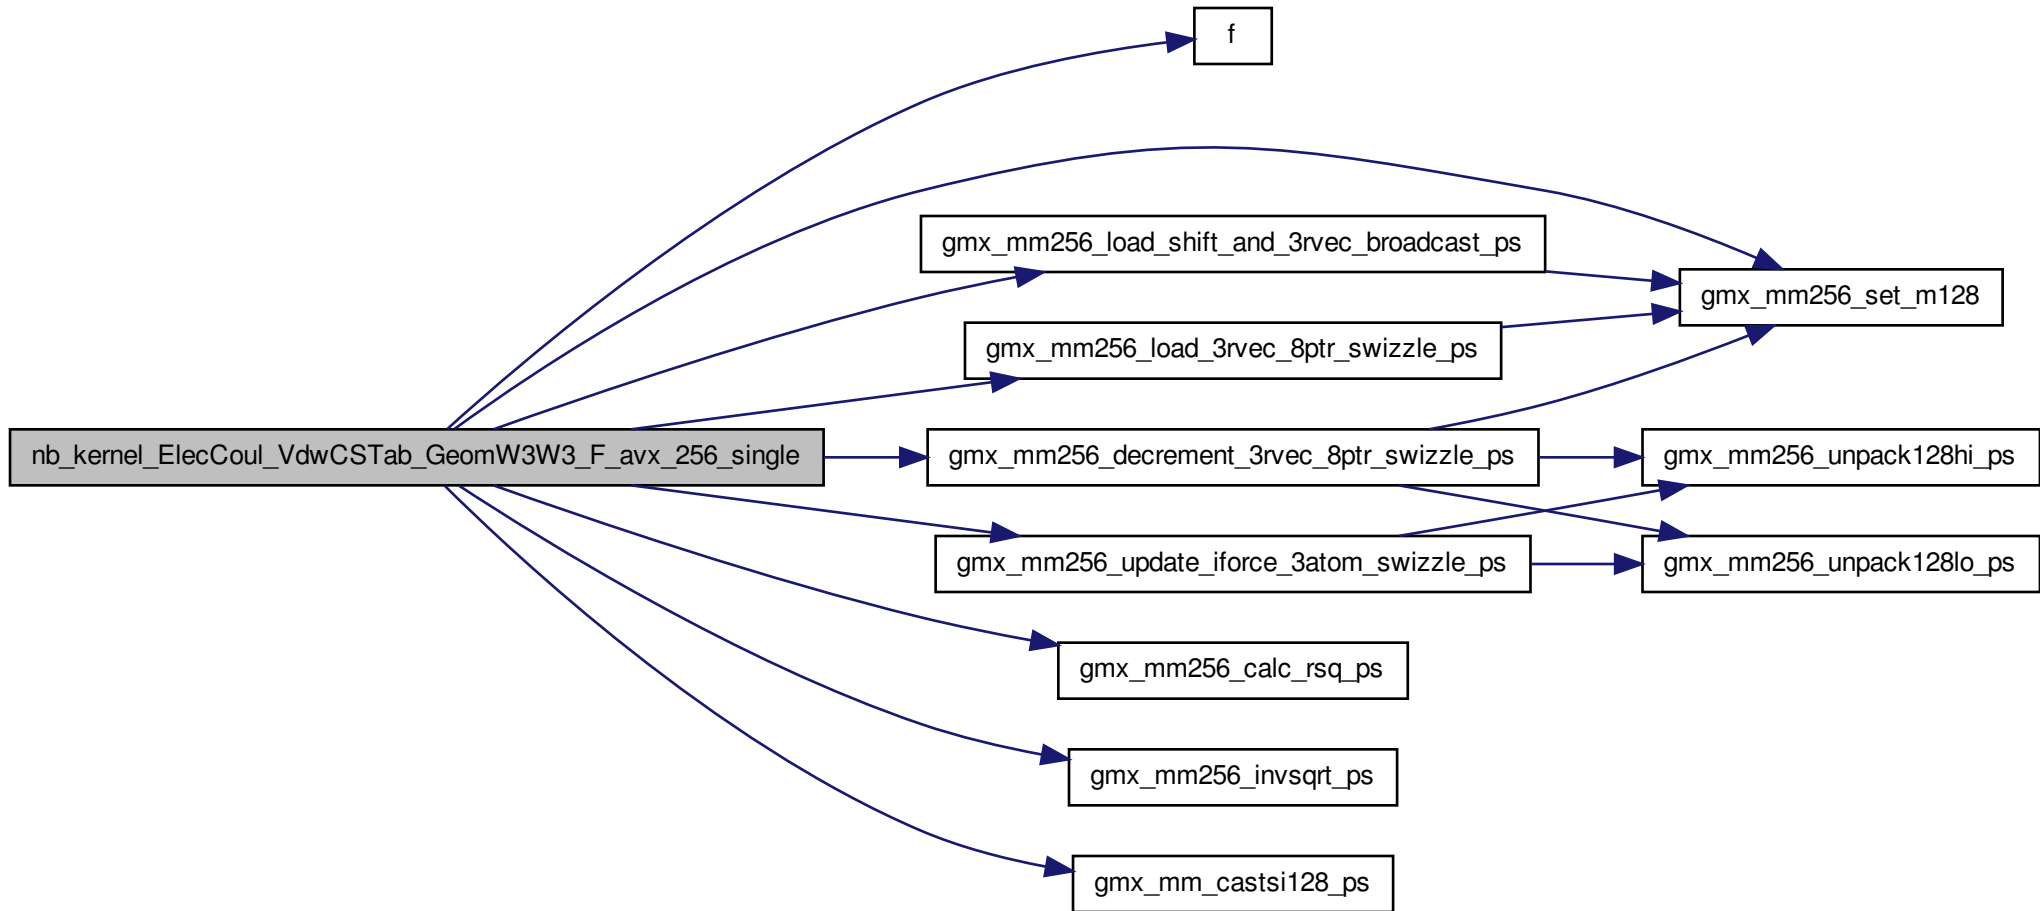 f
gmx_mm256_load_shift_and_3rvec_broadcast_ps
gmx_mm256_set_m128
gmx_mm256_load_3rvec_8ptr_swizzle_ps
nb_kernel_ElecCoul_VdwCSTab_GeomW3W3_F_avx_256_single
gmx_mm256_decrement_3rvec_8ptr_swizzle_ps
gmx_mm256_unpack128hi_ps
gmx_mm256_update_iforce_3atom_swizzle_ps
gmx_mm256_unpack128lo_ps
gmx_mm256_calc_rsq_ps
gmx_mm256_invsqrt_ps
gmx_mm_castsi128_ps